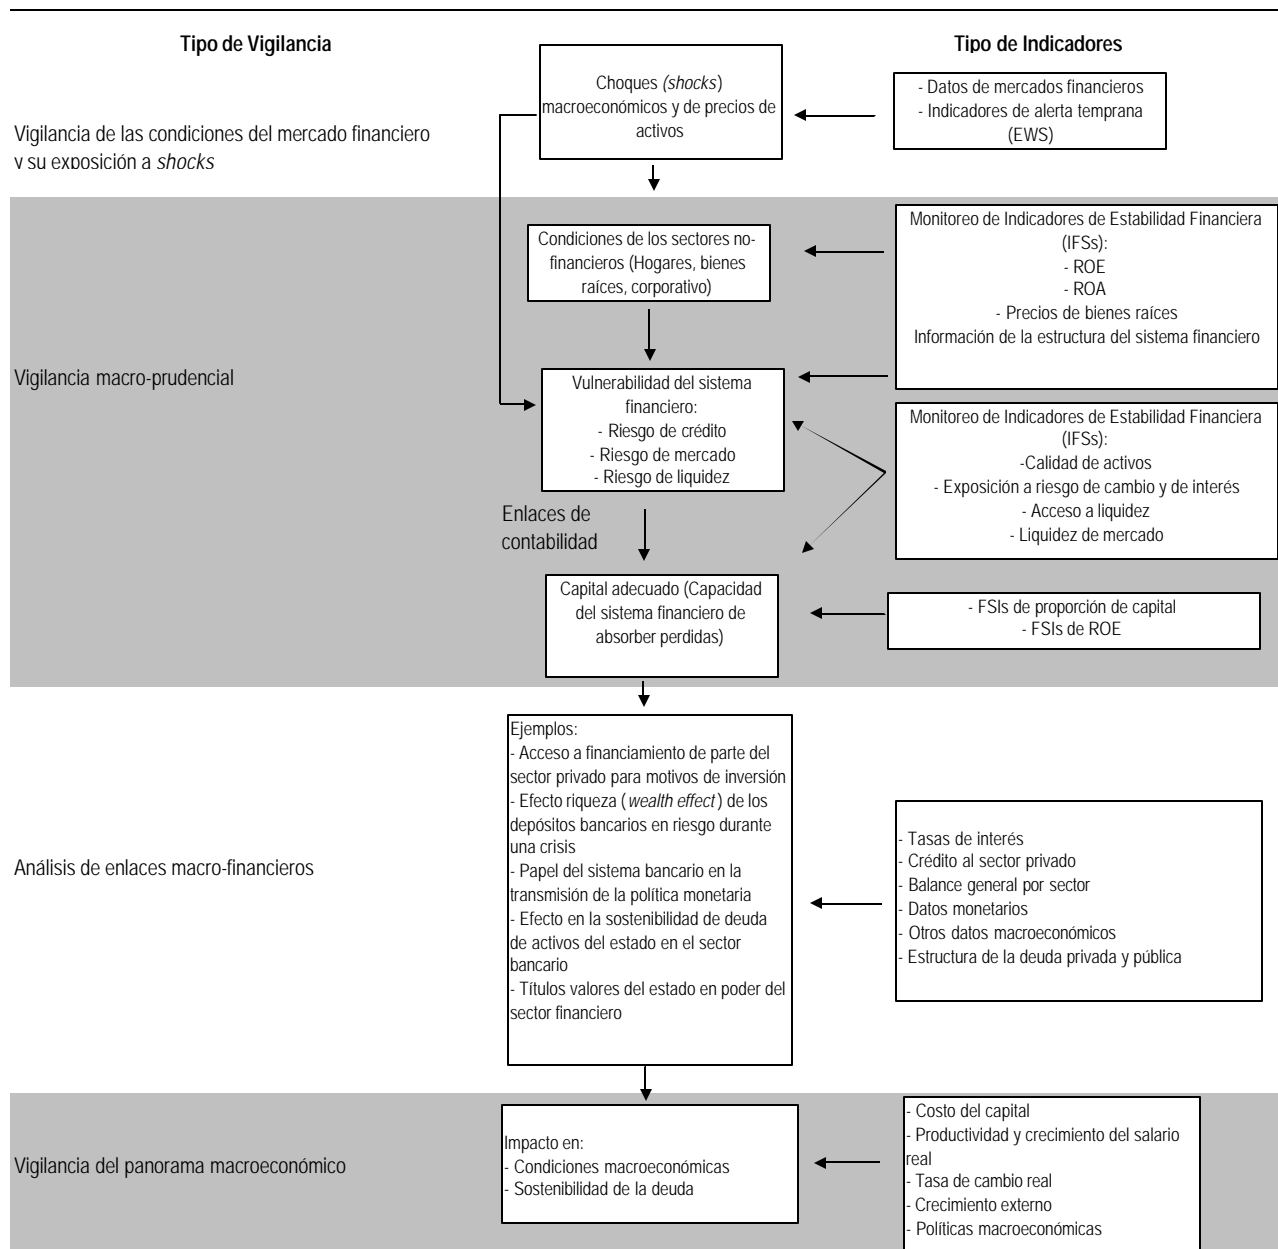 Tipo de Vigilancia
Tipo de Indicadores
Vigilancia de las condiciones del mercado financiero
y su exposición a shocks
Choques (shocks)
macroeconómicos y de precios de
activos
- Datos de mercados financieros
- Indicadores de alerta temprana
(EWS)
Vigilancia macro-prudencial
Condiciones de los sectores no-
financieros (Hogares, bienes
raíces, corporativo)
Monitoreo de Indicadores de Estabilidad Financiera
(IFSs):
- ROE
- ROA
- Precios de bienes raíces
Información de la estructura del sistema financiero
Vulnerabilidad del sistema
financiero:
- Riesgo de crédito
- Riesgo de mercado
- Riesgo de liquidez
Monitoreo de Indicadores de Estabilidad Financiera
(IFSs):
-Calidad de activos
- Exposición a riesgo de cambio y de interés
- Acceso a liquidez
- Liquidez de mercado
Enlaces de
contabilidad
Capital adecuado (Capacidad
del sistema financiero de
absorber perdidas)
- FSIs de proporción de capital
- FSIs de ROE
Análisis de enlaces macro-financieros
Ejemplos:
- Acceso a financiamiento de parte del
sector privado para motivos de inversión
- Efecto riqueza (wealth effect) de los
depósitos bancarios en riesgo durante
una crisis
- Papel del sistema bancario en la
transmisión de la política monetaria
- Efecto en la sostenibilidad de deuda
de activos del estado en el sector
bancario
- Títulos valores del estado en poder del
sector financiero
- Tasas de interés
- Crédito al sector privado
- Balance general por sector
- Datos monetarios
- Otros datos macroeconómicos
- Estructura de la deuda privada y pública
Vigilancia del panorama macroeconómico
Impacto en:
- Condiciones macroeconómicas
- Sostenibilidad de la deuda
- Costo del capital
- Productividad y crecimiento del salario
real
- Tasa de cambio real
- Crecimiento externo
- Políticas macroeconómicas